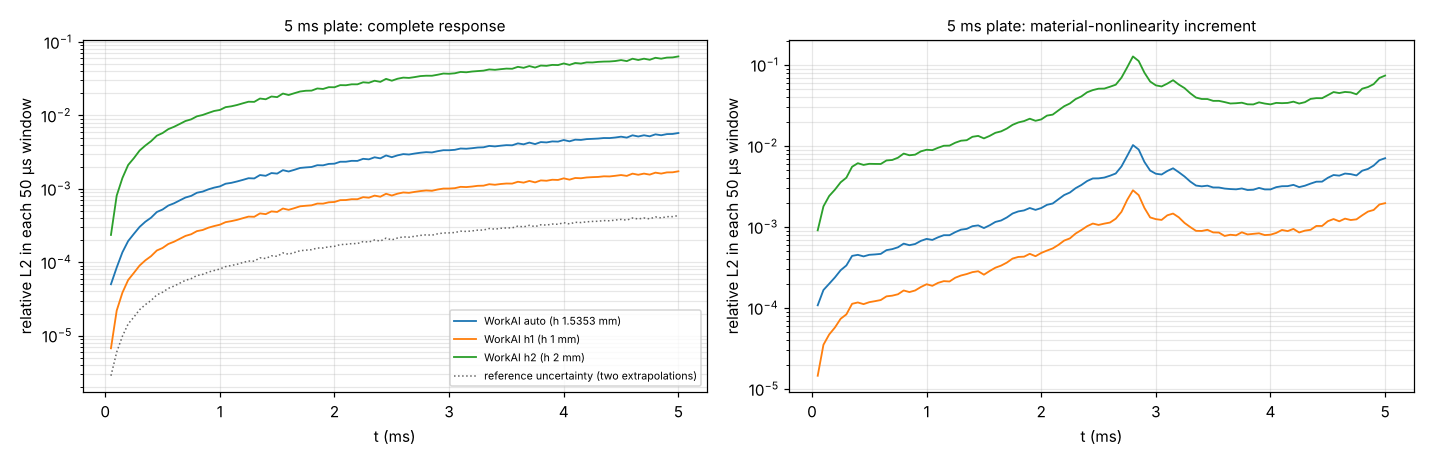 5 ms plate: complete response
relative L2 in each 50 µs window
10⁻¹
10⁻²
10⁻³
10⁻⁴
10⁻⁵
WorkAI auto (h 1.5353 mm)
WorkAI h1 (h 1 mm)
WorkAI h2 (h 2 mm)
reference uncertainty (two extrapolations)
0 1 2 3 4 5
t (ms)
5 ms plate: material-nonlinearity increment
relative L2 in each 50 µs window
10⁻¹
10⁻²
10⁻³
10⁻⁴
10⁻⁵
0 1 2 3 4 5
t (ms)